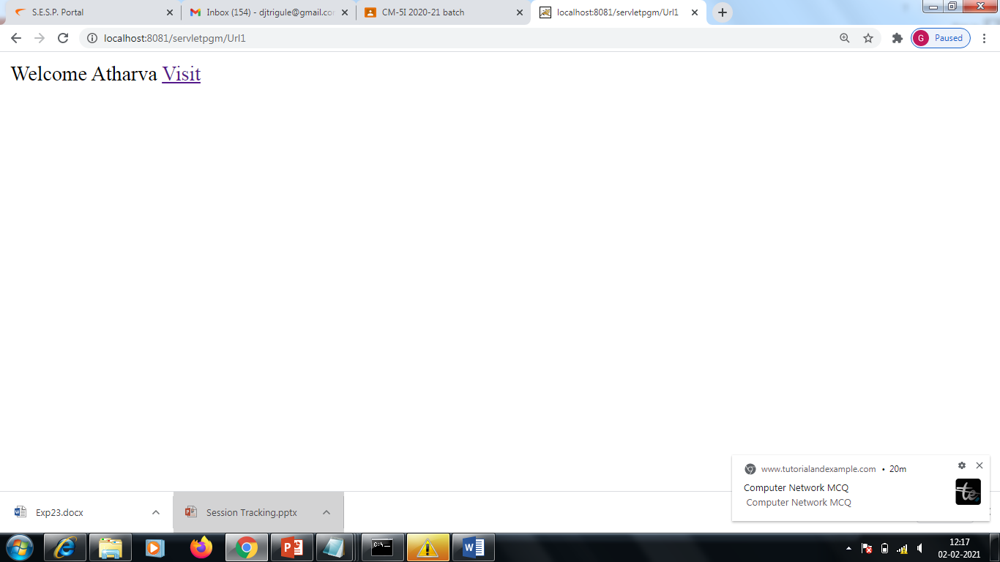 S.E.S.P. Portal
Inbox (154) - djtrigule@gmail.co
CM-5I 2020-21 batch
localhost:8081/servletpgm/Url1
localhost:8081/servletpgm/Url1
G Paused
Welcome Atharva Visit
www.tutorialandexample.com • 20m
Computer Network MCQ
Computer Network MCQ
te
Exp23.docx
Session Tracking.pptx
C:\_
12:17
02-02-2021